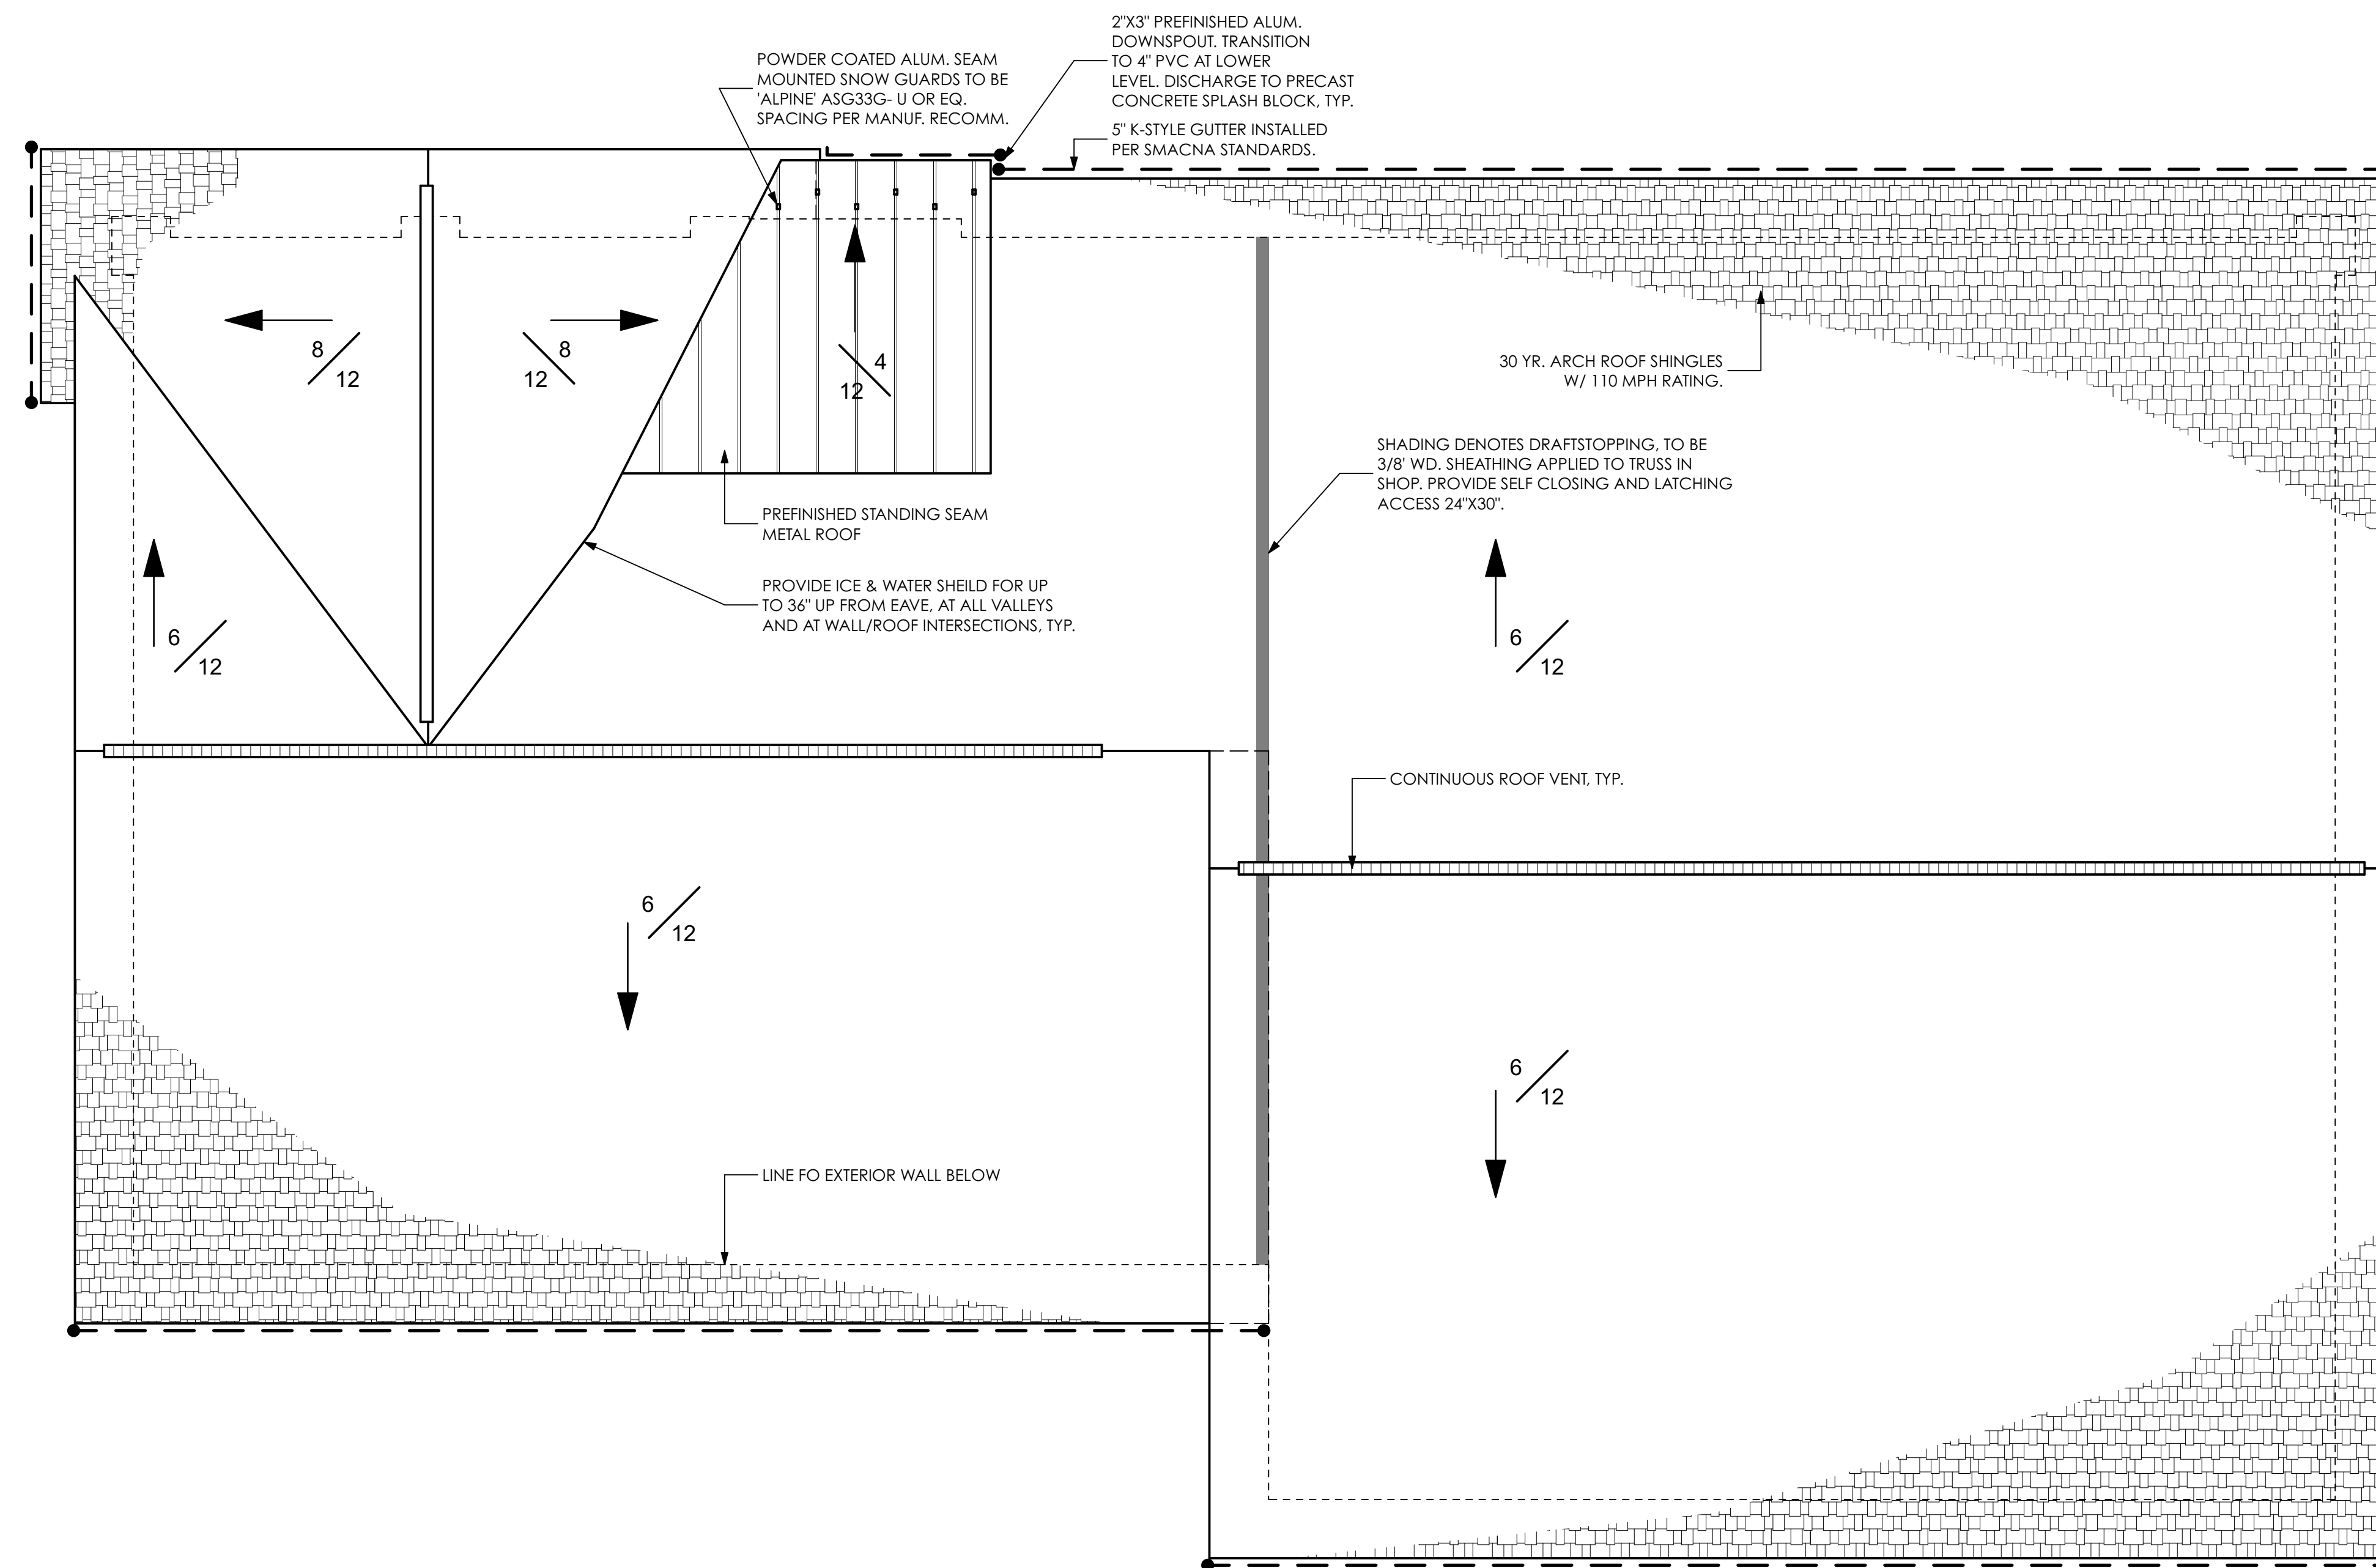 2"X3" PREFINISHED ALUM.
DOWNSPOUT. TRANSITION
TO 4" PVC AT LOWER
LEVEL. DISCHARGE TO PRECAST
CONCRETE SPLASH BLOCK, TYP.
POWDER COATED ALUM. SEAM
MOUNTED SNOW GUARDS TO BE
'ALPINE' ASG33G- U OR EQ.
SPACING PER MANUF. RECOMM.
5" K-STYLE GUTTER INSTALLED
PER SMACNA STANDARDS.
8
12
8
12
4
12
30 YR. ARCH ROOF SHINGLES
W/ 110 MPH RATING.
SHADING DENOTES DRAFTSTOPPING, TO BE
3/8' WD. SHEATHING APPLIED TO TRUSS IN
SHOP. PROVIDE SELF CLOSING AND LATCHING
ACCESS 24"X30".
PREFINISHED STANDING SEAM
METAL ROOF
PROVIDE ICE & WATER SHEILD FOR UP
TO 36" UP FROM EAVE, AT ALL VALLEYS
AND AT WALL/ROOF INTERSECTIONS, TYP.
6
12
6
12
CONTINUOUS ROOF VENT, TYP.
6
12
6
12
LINE FO EXTERIOR WALL BELOW